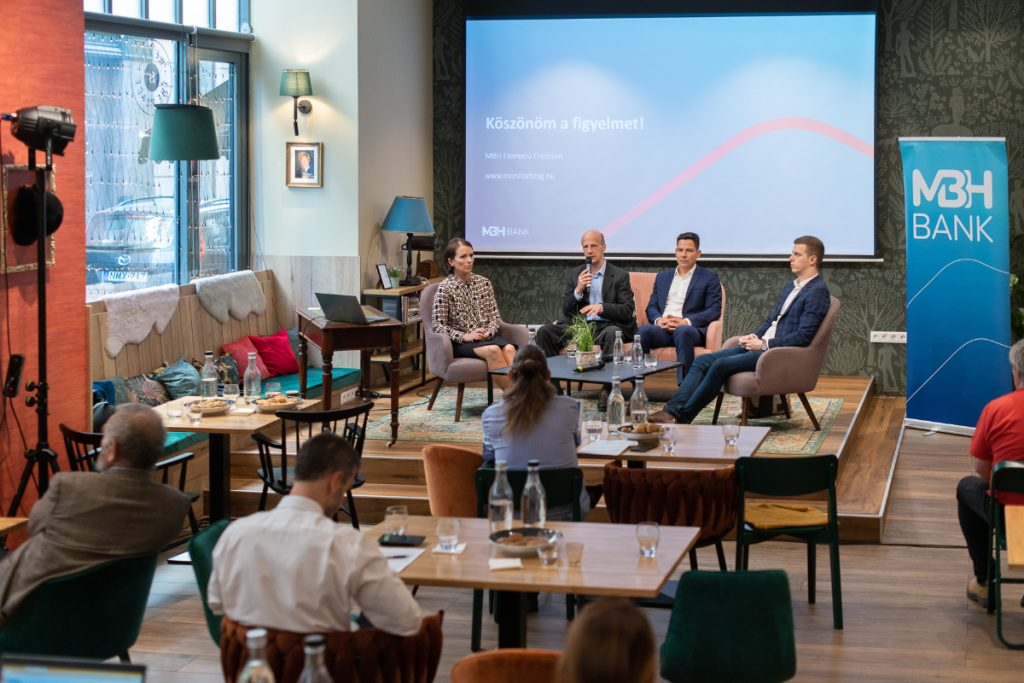 Köszönöm a figyelmet!
MBH Elemzési Centrum
www.monitorblog.hu
MBH BANK
MBH
BANK